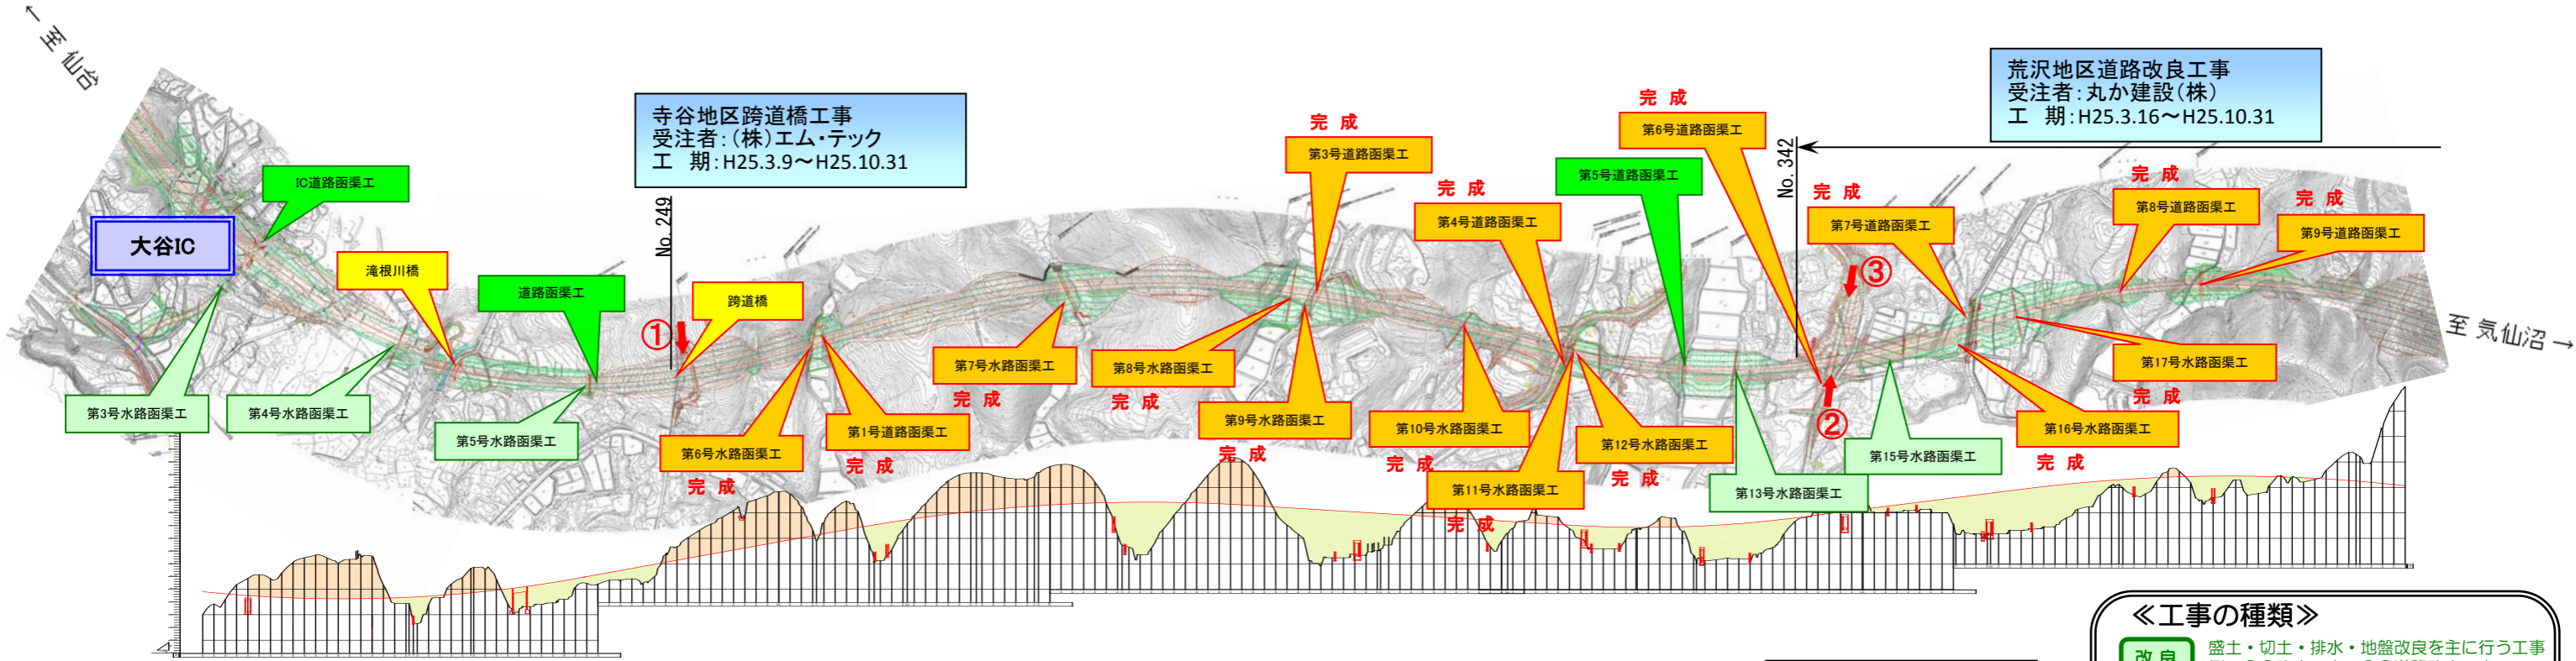 ←至 仙台
大谷IC
IC道路函渠工
滝根川橋
道路函渠工
第3号水路函渠工
第4号水路函渠工
第5号水路函渠工
寺谷地区跨道橋工事
受注者：(株)エム・テック
工　期：H25.3.9～H25.10.31
No. 249
①
跨道橋
第6号水路函渠工
完 成
第1号道路函渠工
完 成
第7号水路函渠工
完 成
第8号水路函渠工
完 成
完 成
第3号道路函渠工
第9号水路函渠工
完 成
完 成
第4号道路函渠工
第10号水路函渠工
完 成
第11号水路函渠工
完 成
第12号水路函渠工
完 成
第5号道路函渠工
完 成
第6号道路函渠工
第13号水路函渠工
荒沢地区道路改良工事
受注者：丸か建設(株)
工　期：H25.3.16～H25.10.31
No. 342
完 成
第7号道路函渠工
③
②
第15号水路函渠工
第16号水路函渠工
完 成
第17号水路函渠工
完 成
完 成
第8号道路函渠工
完 成
第9号道路函渠工
至 気仙沼→
≪工事の種類≫
改 良
盛土・切土・排水・地盤改良を主に行う工事